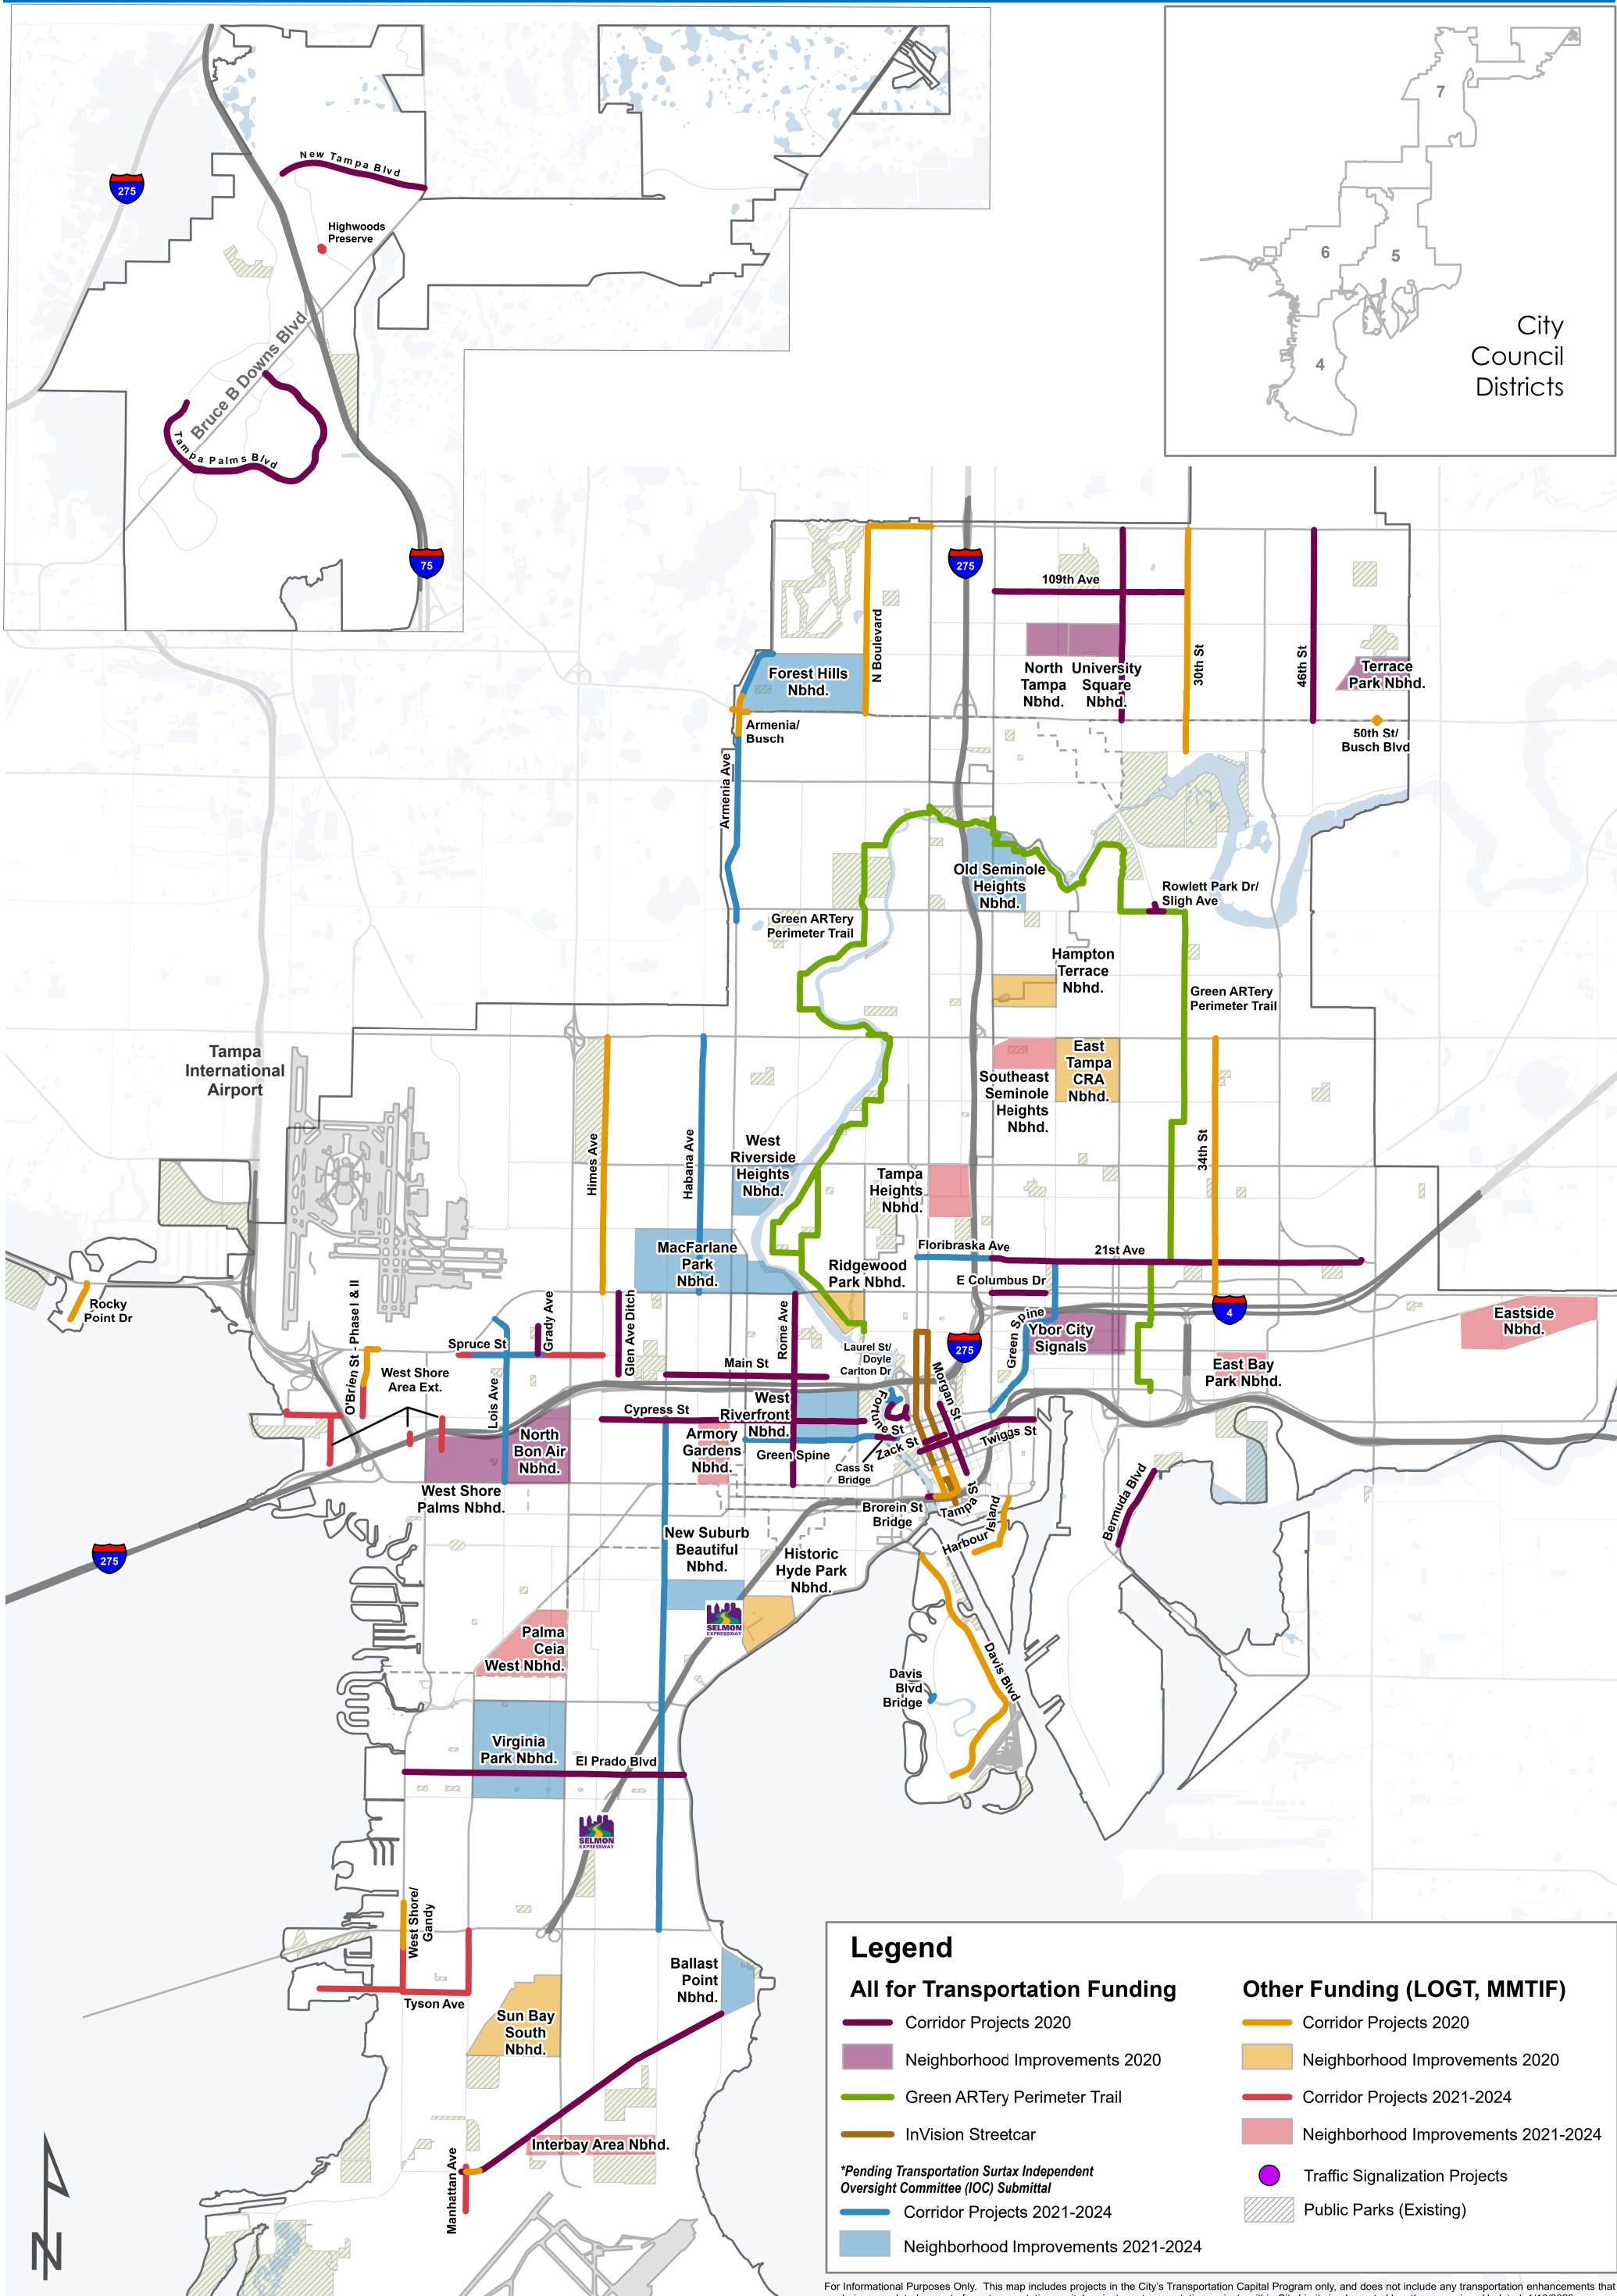 275
New Tampa Blvd
Highwoods
Preserve
Bruce B Downs Blvd
Tampa Palms Blvd
75
7
6
5
4
City
Council
Districts
275
109th Ave
N Boulevard
30th St
46th St
Forest Hills
Nbhd.
North
Tampa
Nbhd.
University
Square
Nbhd.
Terrace
Park Nbhd.
Armenia/
Busch
50th St/
Busch Blvd
Armenia Ave
Old Seminole
Heights
Nbhd.
Rowlett Park Dr/
Sligh Ave
Green ARTery
Perimeter Trail
Hampton
Terrace
Nbhd.
Green ARTery
Perimeter Trail
Tampa
International
Airport
East
Tampa
CRA
Nbhd.
Southeast
Seminole
Heights
Nbhd.
Himes Ave
Habana Ave
West
Riverside
Heights
Nbhd.
34th St
Tampa
Heights
Nbhd.
MacFarlane
Park
Nbhd.
Floribraska Ave
21st Ave
Ridgewood
Park Nbhd.
E Columbus Dr
Rocky
Point Dr
O'Brien St - Phase I & II
Grady Ave
Glen Ave Ditch
Rome Ave
4
Green Spine
Ybor City
Signals
Eastside
Nbhd.
Spruce St
275
Laurel St/
Doyle
Carlton Dr
West Shore
Area Ext.
Main St
Morgan St
East Bay
Park Nbhd.
Lois Ave
Cypress St
West
Riverfront
Nbhd.
Fortune St
North
Bon Air
Nbhd.
Armory
Gardens
Nbhd.
Green Spine
Zack St
Twiggs St
Cass St
Bridge
West Shore
Palms Nbhd.
Brorein St
Bridge
Tampa St
Bermuda Blvd
Harbour Island
New Suburb
Beautiful
Nbhd.
Historic
Hyde Park
Nbhd.
275
SELMON
EXPRESSWAY
Palma
Ceia
West Nbhd.
Davis Blvd
Davis
Blvd
Bridge
Virginia
Park Nbhd.
El Prado Blvd
SELMON
EXPRESSWAY
West Shore/
Gandy
Ballast
Point
Nbhd.
Tyson Ave
Sun Bay
South
Nbhd.
Interbay Area Nbhd.
Manhattan Ave
N
Legend
All for Transportation Funding
Corridor Projects 2020
Neighborhood Improvements 2020
Green ARTery Perimeter Trail
InVision Streetcar
*Pending Transportation Surtax Independent
Oversight Committee (IOC) Submittal
Corridor Projects 2021-2024
Neighborhood Improvements 2021-2024
Other Funding (LOGT, MMTIF)
Corridor Projects 2020
Neighborhood Improvements 2020
Corridor Projects 2021-2024
Neighborhood Improvements 2021-2024
Traffic Signalization Projects
Public Parks (Existing)
For Informational Purposes Only. This map includes projects in the City's Transportation Capital Program only, and does not include any transportation enhancements that